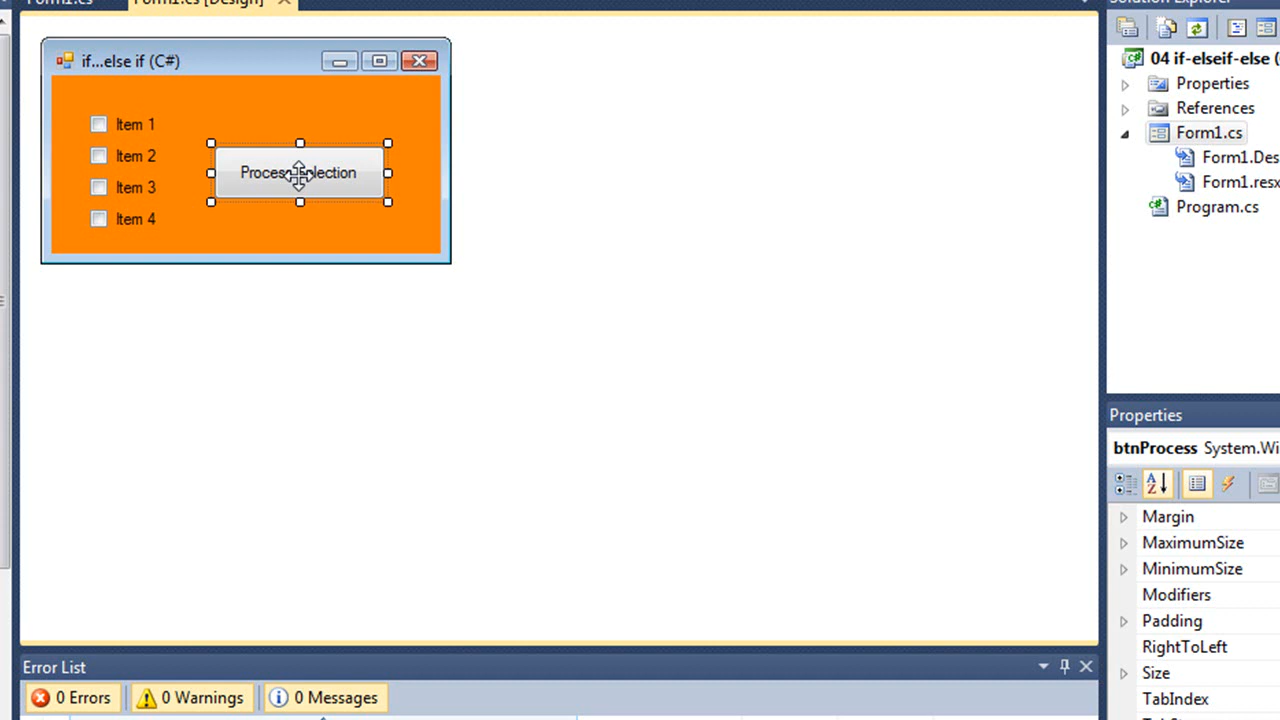 Form1.cs
Form1.cs [Design]
if...else if (C#)
Item 1
Item 2
Item 3
Item 4
Solution Explorer
04 if-elseif-else (
Properties
References
Form1.cs
Form1.Des
Form1.resx
Program.cs
Properties
btnProcess System.Wi
Margin
MaximumSize
MinimumSize
Modifiers
Padding
RightToLeft
Size
TabIndex
Error List
0 Errors
0 Warnings
0 Messages